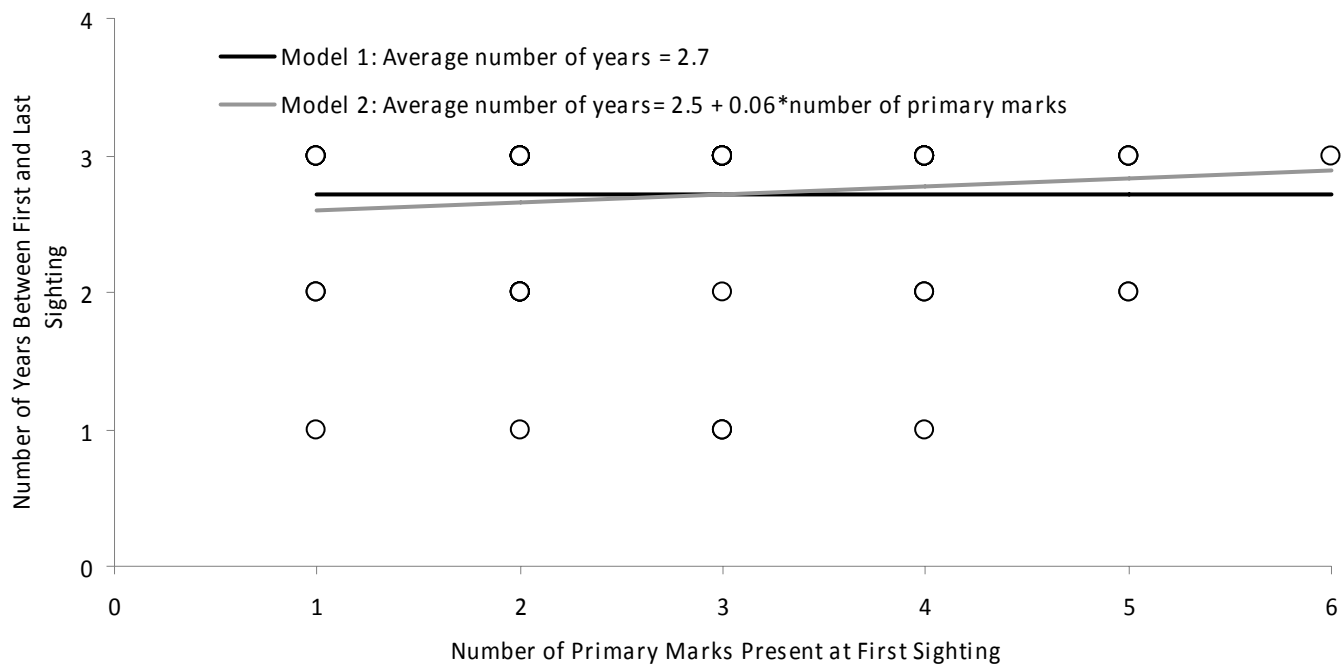 4
Model 1: Average number of years = 2.7
Model 2: Average number of years= 2.5 + 0.06*number of primary marks
3
2
1
0
Number of Years Between First and Last
Sighting
0 1 2 3 4 5 6
Number of Primary Marks Present at First Sighting